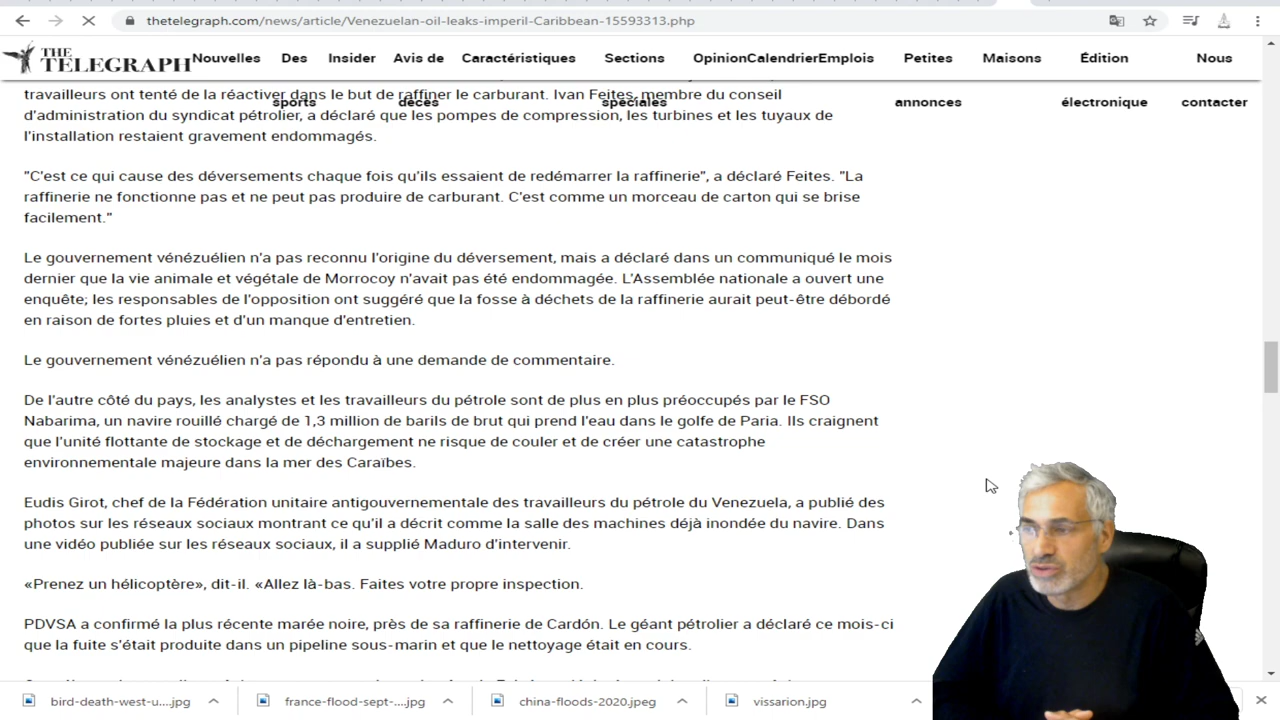 thetelegraph.com/news/article/Venezuelan-oil-leaks-imperil-Caribbean-15593313.php
THE
TELEGRAPH
Nouvelles Des Insider Avis de Caractéristiques Sections OpinionCalendrierEmplois Petites Maisons Édition Nous
sports décès spéciales annonces électronique contacter
travailleurs ont tenté de la réactiver dans le but de raffiner le carburant. Ivan Feites, membre du conseil
d'administration du syndicat pétrolier, a déclaré que les pompes de compression, les turbines et les tuyaux de
l'installation restaient gravement endommagés.
"C'est ce qui cause des déversements chaque fois qu'ils essaient de redémarrer la raffinerie", a déclaré Feites. "La
raffinerie ne fonctionne pas et ne peut pas produire de carburant. C'est comme un morceau de carton qui se brise
facilement."
Le gouvernement vénézuélien n'a pas reconnu l'origine du déversement, mais a déclaré dans un communiqué le mois
dernier que la vie animale et végétale de Morrocoy n'avait pas été endommagée. L'Assemblée nationale a ouvert une
enquête; les responsables de l'opposition ont suggéré que la fosse à déchets de la raffinerie aurait peut-être débordé
en raison de fortes pluies et d'un manque d'entretien.
Le gouvernement vénézuélien n'a pas répondu à une demande de commentaire.
De l'autre côté du pays, les analystes et les travailleurs du pétrole sont de plus en plus préoccupés par le FSO
Nabarima, un navire rouillé chargé de 1,3 million de barils de brut qui prend l'eau dans le golfe de Paria. Ils craignent
que l'unité flottante de stockage et de déchargement ne risque de couler et de créer une catastrophe
environnementale majeure dans la mer des Caraïbes.
Eudis Girot, chef de la Fédération unitaire antigouvernementale des travailleurs du pétrole du Venezuela, a publié des
photos sur les réseaux sociaux montrant ce qu'il a décrit comme la salle des machines déjà inondée du navire. Dans
une vidéo publiée sur les réseaux sociaux, il a supplié Maduro d'intervenir.
«Prenez un hélicoptère», dit-il. «Allez là-bas. Faites votre propre inspection.
PDVSA a confirmé la plus récente marée noire, près de sa raffinerie de Cardón. Le géant pétrolier a déclaré ce mois-ci
que la fuite s'était produite dans un pipeline sous-marin et que le nettoyage était en cours.
bird-death-west-u....jpg france-flood-sept-....jpg china-floods-2020.jpeg vissarion.jpg